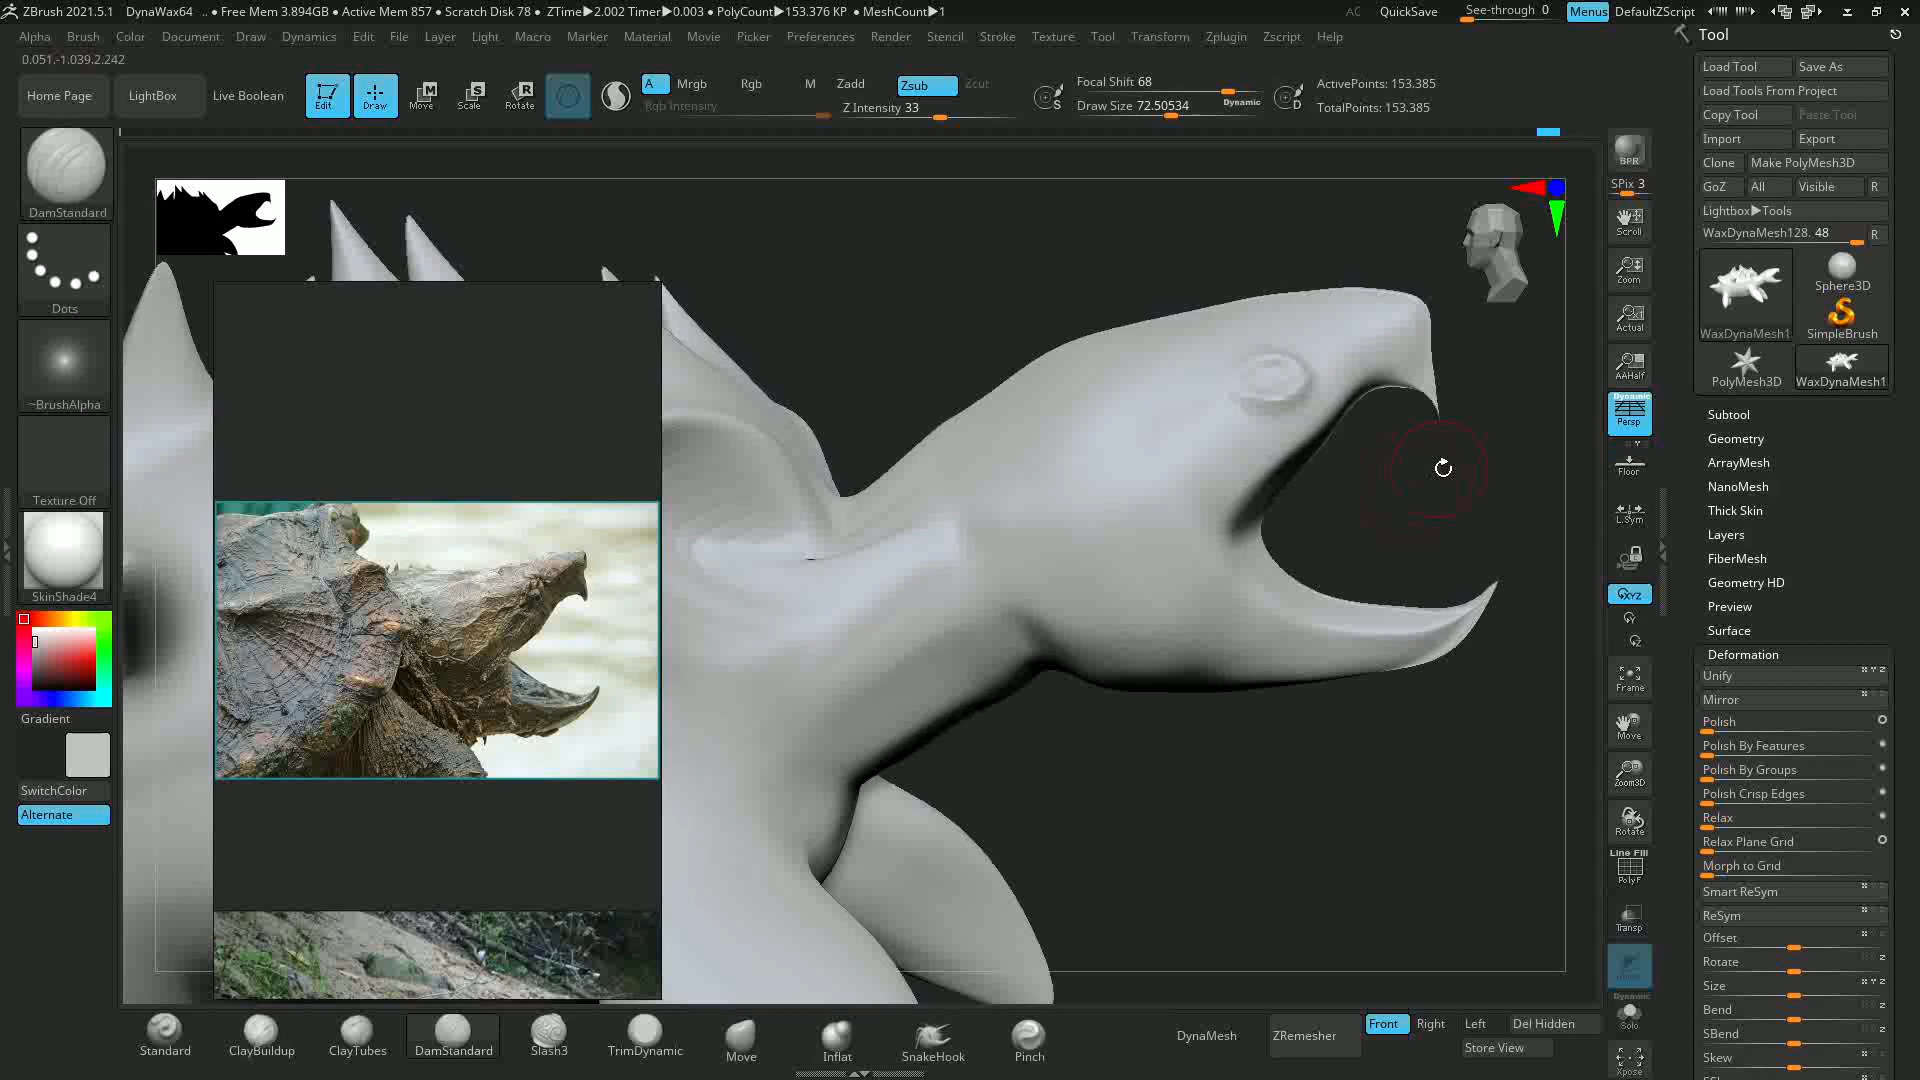 ZBrush 2021.5.1 DynaWax64 .. • Free Mem 3.894GB • Active Mem 857 • Scratch Disk 78 • ZTime▶2.002 Timer▶0.003 • PolyCount▶153.376 KP • MeshCount▶1 AC QuickSave See-through 0 Menus DefaultZScript
Alpha Brush Color Document Draw Dynamics Edit File Layer Light Macro Marker Material Movie Picker Preferences Render Stencil Stroke Texture Tool Transform Zplugin Zscript Help
0.051,-1.039,2.242
Home Page LightBox Live Boolean Edit Draw Move Scale Rotate
A Mrgb Rgb M Zadd Zsub Zcut
Rgb Intensity Z Intensity 33
S Focal Shift 68
Draw Size 72.50534 Dynamic
D ActivePoints: 153.385
TotalPoints: 153.385
DamStandard
Dots
~BrushAlpha
Texture Off
SkinShade4
Gradient
SwitchColor
Alternate
BPR
SPix 3
Scroll
Zoom
Actual
AAHalf
Dynamic
Persp
Floor
L.Sym
XYZ
Frame
Move
Zoom3D
Rotate
Line Fill
PolyF
Transp
Dynamic
Solo
Xpose
Tool
Load Tool Save As
Load Tools From Project
Copy Tool Paste Tool
Import Export
Clone Make PolyMesh3D
GoZ All Visible R
Lightbox▶Tools
WaxDynaMesh128. 48 R
WaxDynaMesh1 Sphere3D
SimpleBrush
PolyMesh3D WaxDynaMesh1
Subtool
Geometry
ArrayMesh
NanoMesh
Thick Skin
Layers
FiberMesh
Geometry HD
Preview
Surface
Deformation
Unify
Mirror
Polish
Polish By Features
Polish By Groups
Polish Crisp Edges
Relax
Relax Plane Grid
Morph to Grid
Smart ReSym
ReSym
Offset
Rotate
Size
Bend
SBend
Skew
Standard ClayBuildup ClayTubes DamStandard Slash3 TrimDynamic Move Inflat SnakeHook Pinch
DynaMesh ZRemesher Front Right Left Del Hidden
Store View